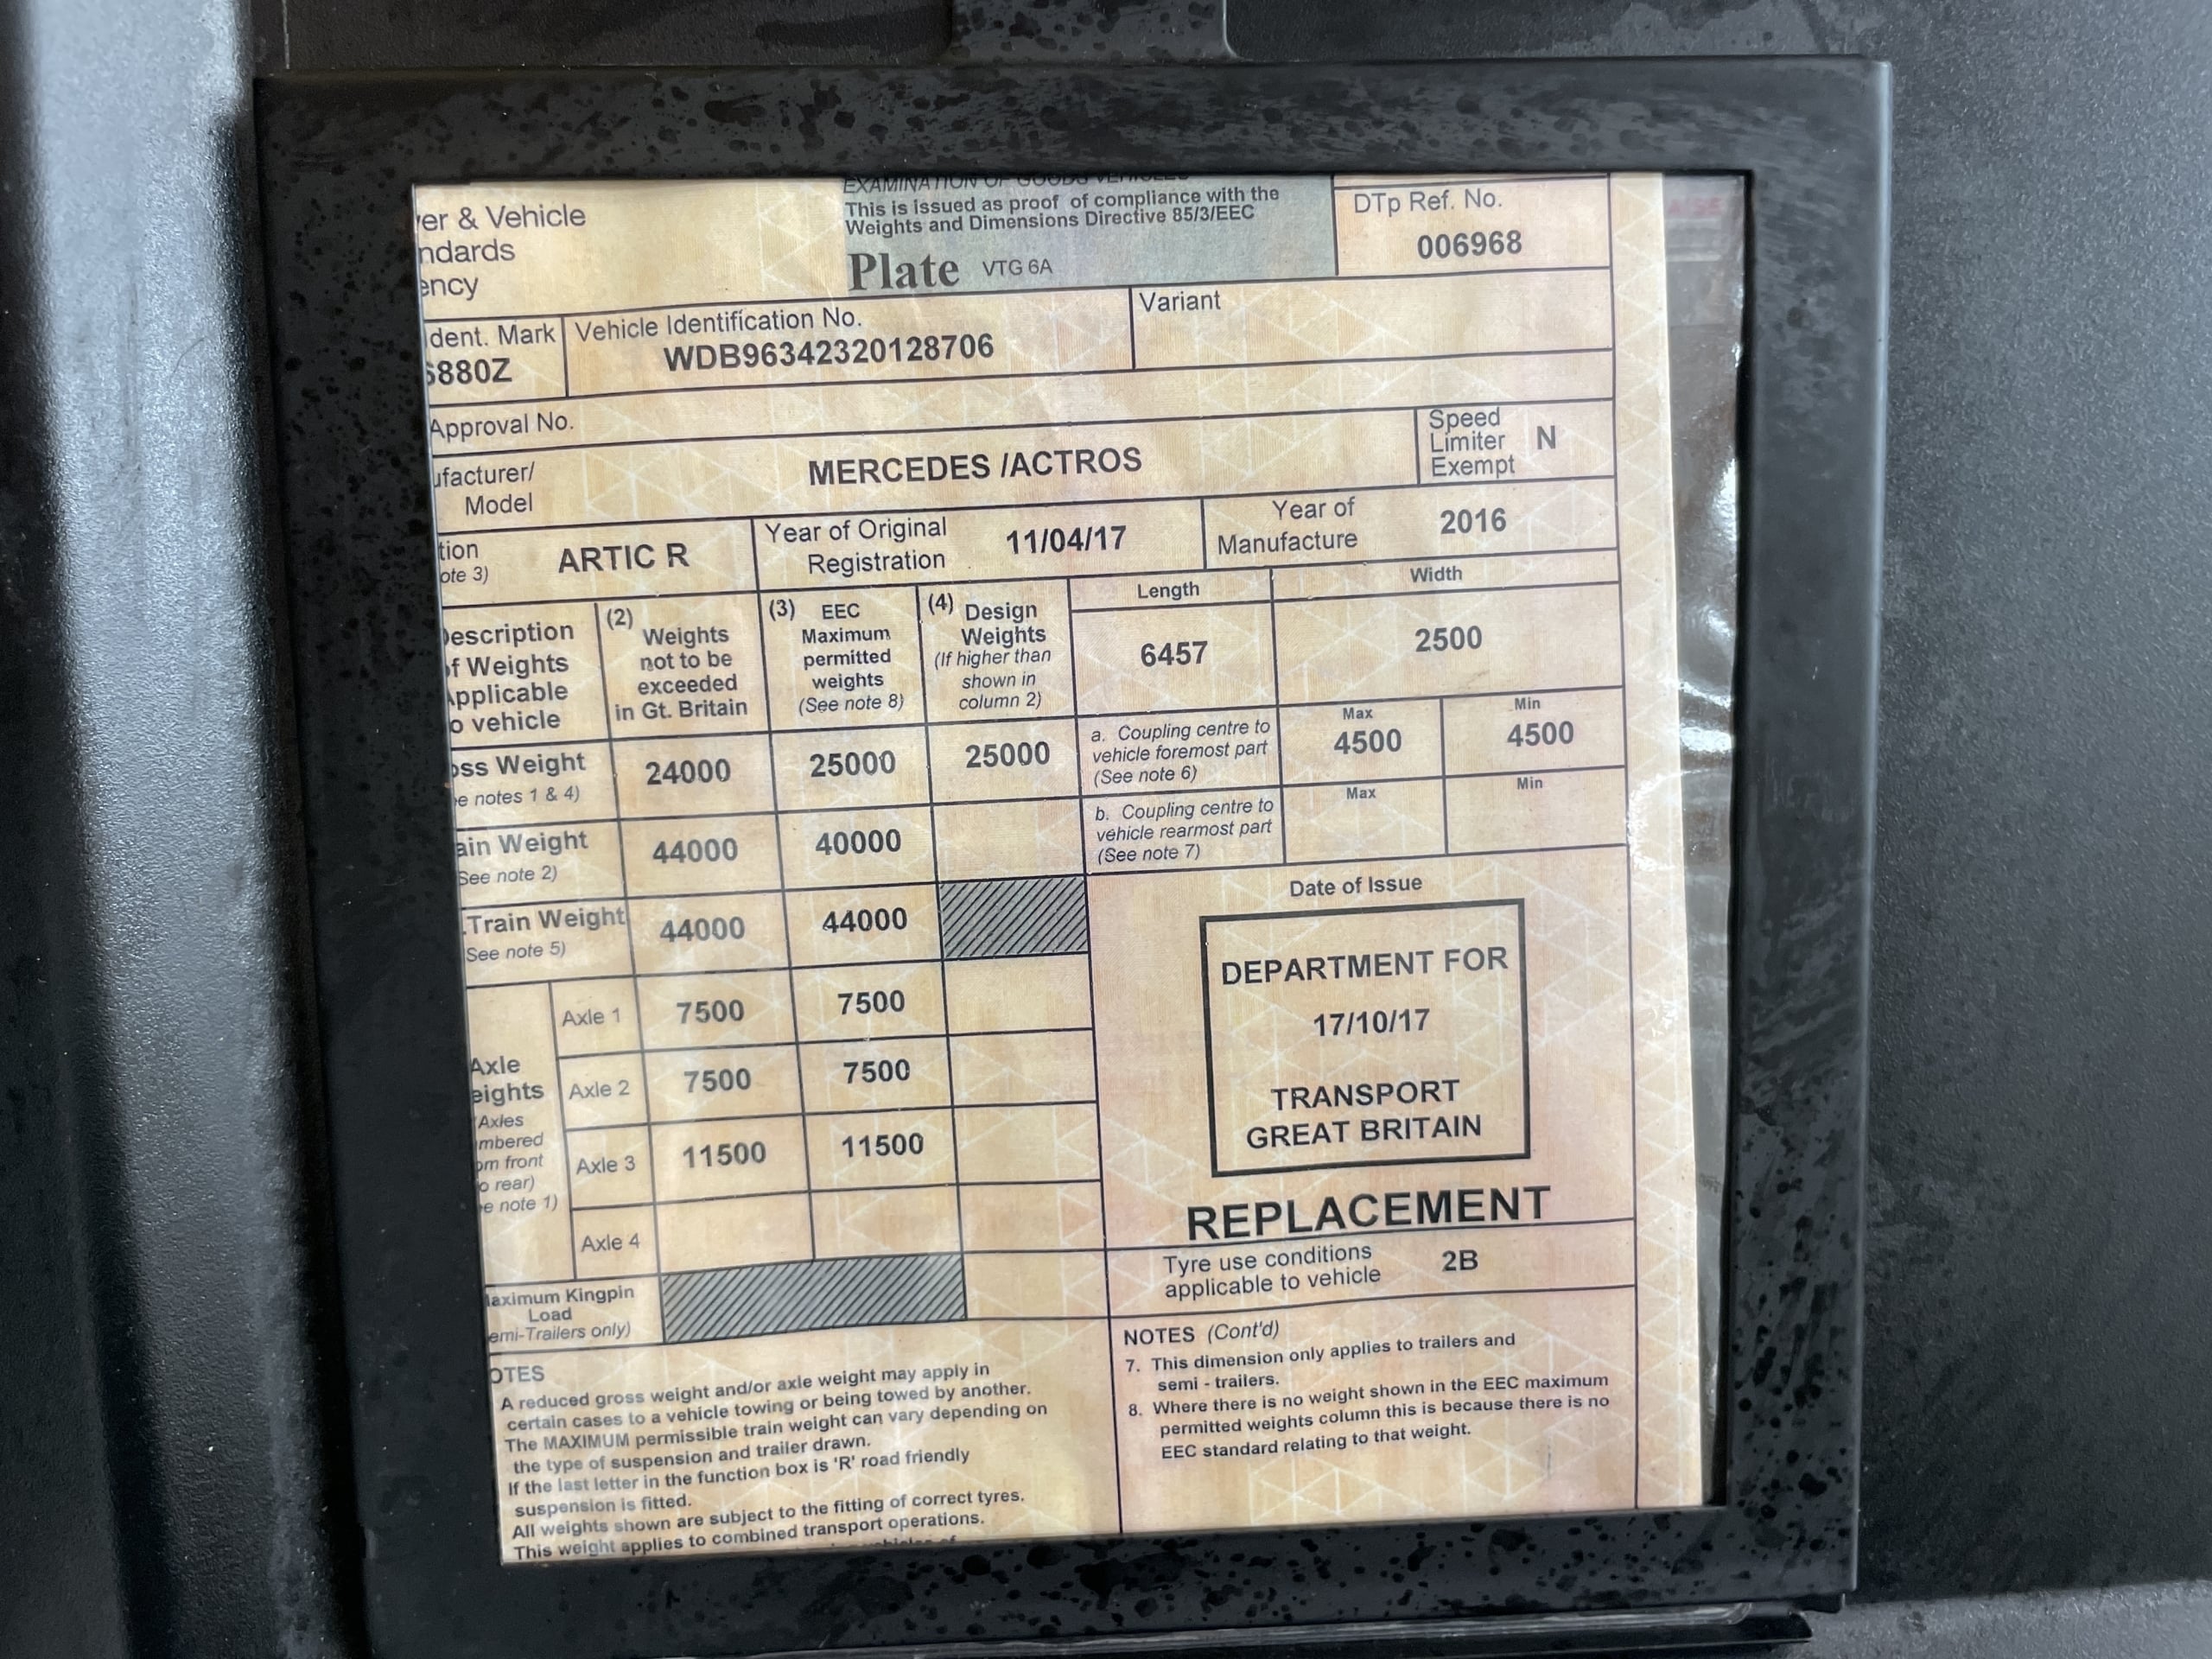 EXAMINATION OF GOODS VEHICLES
This is issued as proof of compliance with the
Weights and Dimensions Directive 85/3/EEC
Plate VTG 6A
er & Vehicle
ndards
ency
DTp Ref. No.
006968
dent. Mark
880Z
Vehicle Identification No.
WDB96342320128706
Variant
Approval No.
ufacturer/
Model
MERCEDES /ACTROS
Speed
Limiter
Exempt
N
tion
ote 3)
ARTIC R
Year of Original
Registration
11/04/17
Year of
Manufacture
2016
Description
of Weights
Applicable
o vehicle
(2)
Weights
not to be
exceeded
in Gt. Britain
(3) EEC
Maximum
permitted
weights
(See note 8)
(4) Design
Weights
(If higher than
shown in
column 2)
Length
6457
Width
2500
oss Weight
e notes 1 & 4)
24000
25000
25000
a. Coupling centre to
vehicle foremost part
(See note 6)
Max
4500
Min
4500
ain Weight
See note 2)
44000
40000
b. Coupling centre to
vehicle rearmost part
(See note 7)
Max
Min
.Train Weight
See note 5)
44000
44000
Axle
eights
Axles
mbered
om front
o rear)
e note 1)
Axle 1
7500
7500
Axle 2
7500
7500
Axle 3
11500
11500
Axle 4
aximum Kingpin
Load
emi-Trailers only)
Date of Issue
DEPARTMENT FOR
17/10/17
TRANSPORT
GREAT BRITAIN
REPLACEMENT
Tyre use conditions
applicable to vehicle
2B
OTES
A reduced gross weight and/or axle weight may apply in
certain cases to a vehicle towing or being towed by another.
The MAXIMUM permissible train weight can vary depending on
the type of suspension and trailer drawn.
If the last letter in the function box is 'R' road friendly
suspension is fitted.
All weights shown are subject to the fitting of correct tyres.
This weight applies to combined transport operations.
NOTES (Cont'd)
7. This dimension only applies to trailers and
semi - trailers.
8. Where there is no weight shown in the EEC maximum
permitted weights column this is because there is no
EEC standard relating to that weight.